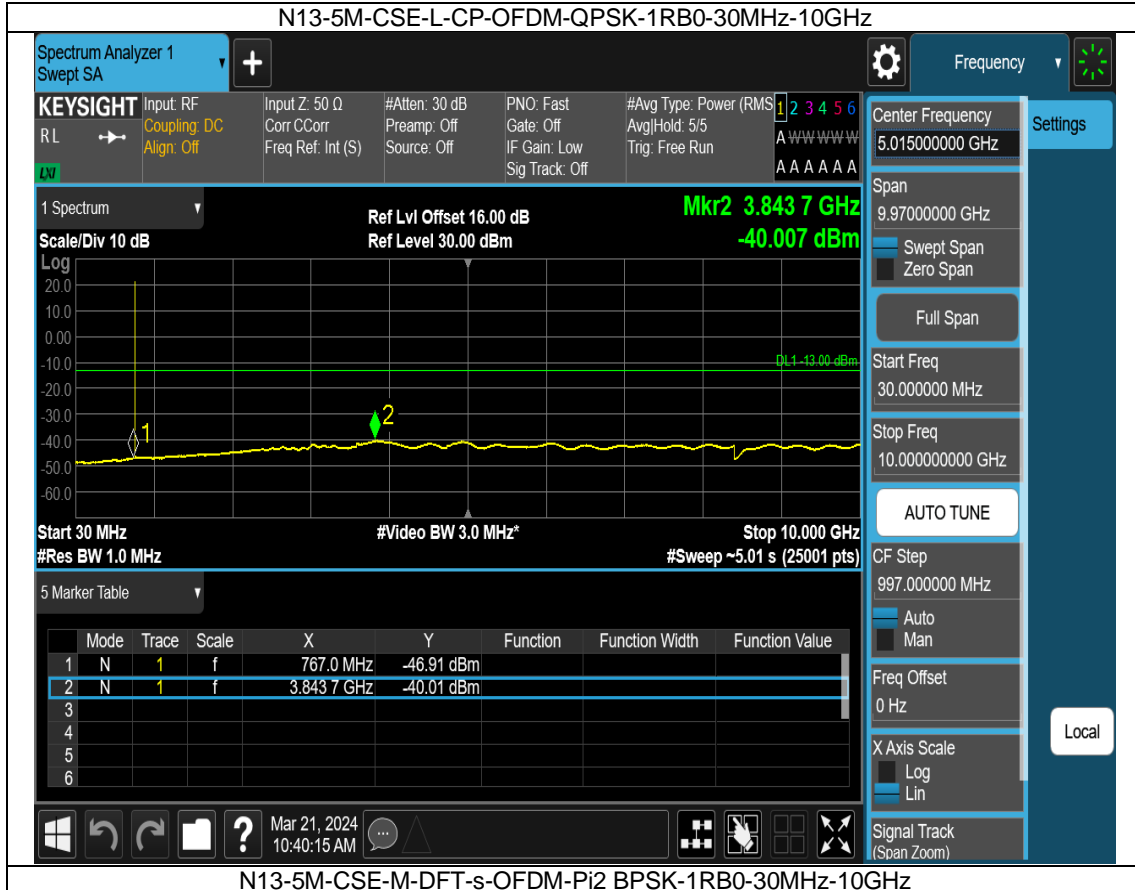 N13-5M-CSE-L-CP-OFDM-QPSK-1RB0-30MHz-10GHz
Spectrum Analyzer 1
Swept SA
+
Frequency
KEYSIGHT
RL
LXI
Input: RF
Coupling: DC
Align: Off
Input Z: 50 Ω
Corr CCorr
Freq Ref: Int (S)
#Atten: 30 dB
Preamp: Off
Source: Off
PNO: Fast
Gate: Off
IF Gain: Low
Sig Track: Off
#Avg Type: Power (RMS
Avg|Hold: 5/5
Trig: Free Run
1 2 3 4 5 6
A W W W W W
A A A A A A
1 Spectrum
Scale/Div 10 dB
Ref Lvl Offset 16.00 dB
Ref Level 30.00 dBm
Mkr2 3.843 7 GHz
-40.007 dBm
Log
20.0
10.0
0.00
-10.0
-20.0
-30.0
-40.0
-50.0
-60.0
DL1 -13.00 dBm
1
2
Start 30 MHz
#Video BW 3.0 MHz*
Stop 10.000 GHz
#Res BW 1.0 MHz
#Sweep ~5.01 s (25001 pts)
5 Marker Table
Mode Trace Scale X Y Function Function Width Function Value
1 N 1 f 767.0 MHz -46.91 dBm
2 N 1 f 3.843 7 GHz -40.01 dBm
3
4
5
6
?
Mar 21, 2024
10:40:15 AM
Center Frequency
5.015000000 GHz
Span
9.97000000 GHz
Swept Span
Zero Span
Full Span
Start Freq
30.000000 MHz
Stop Freq
10.000000000 GHz
AUTO TUNE
CF Step
997.000000 MHz
Auto
Man
Freq Offset
0 Hz
X Axis Scale
Log
Lin
Signal Track
(Span Zoom)
Settings
Local
N13-5M-CSE-M-DFT-s-OFDM-Pi2 BPSK-1RB0-30MHz-10GHz